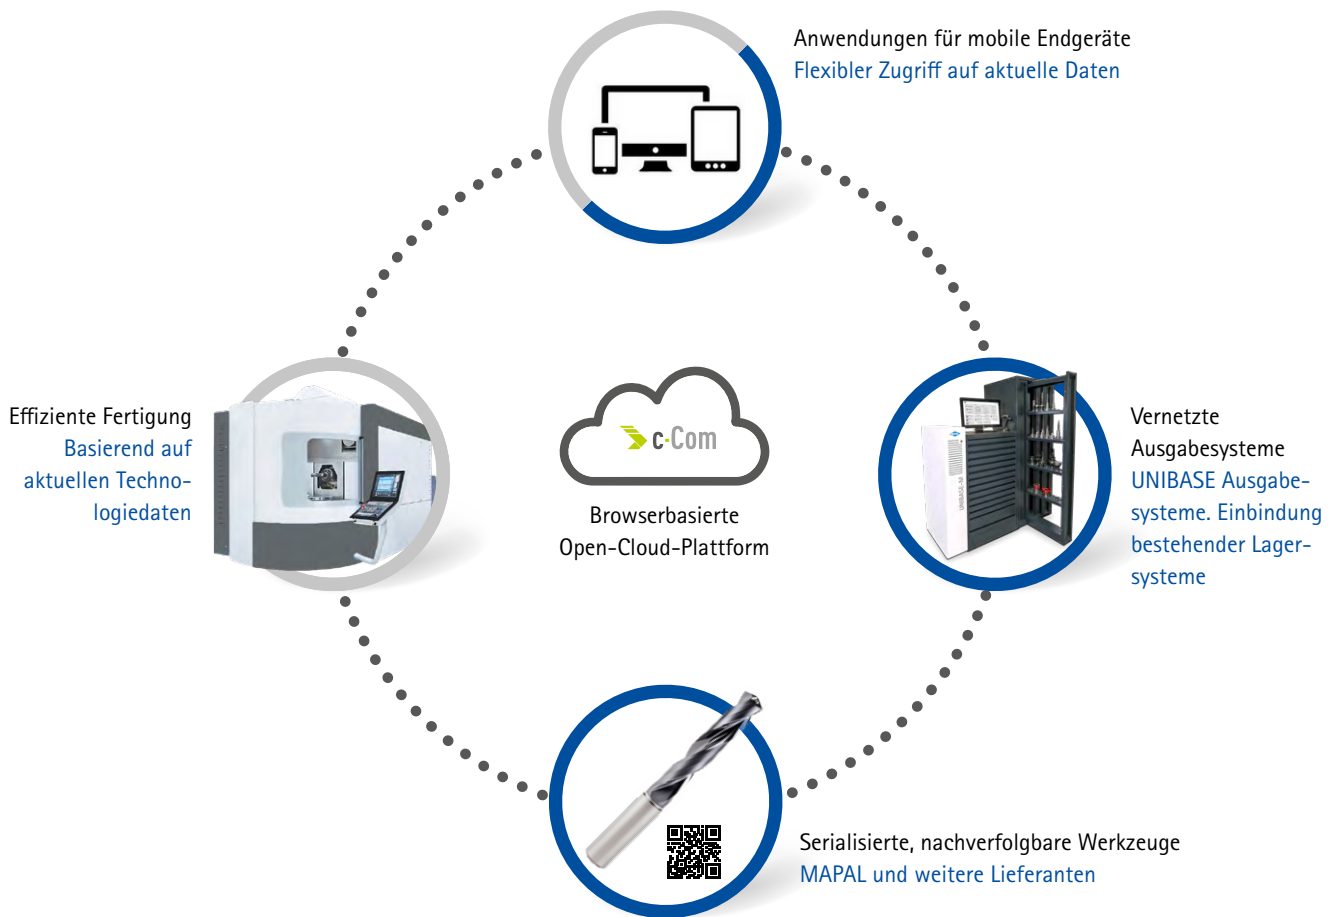 Anwendungen für mobile Endgeräte
Flexibler Zugriff auf aktuelle Daten
Effiziente Fertigung
Basierend auf
aktuellen Techno-
logiedaten
c·Com
Browserbasierte
Open-Cloud-Plattform
UNIBASE-M
Vernetzte
Ausgabesysteme
UNIBASE Ausgabe-
systeme. Einbindung
bestehender Lager-
systeme
Serialisierte, nachverfolgbare Werkzeuge
MAPAL und weitere Lieferanten